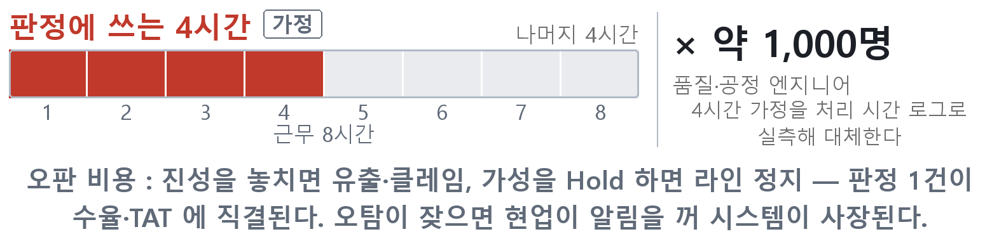 판정에 쓰는 4시간 가정
나머지 4시간
1 2 3 4 5 6 7 8
근무 8시간
× 약 1,000명
품질·공정 엔지니어
4시간 가정을 처리 시간 로그로
실측해 대체한다
오판 비용 : 진성을 놓치면 유출·클레임, 가성을 Hold 하면 라인 정지 — 판정 1건이
수율·TAT 에 직결된다. 오탐이 잦으면 현업이 알림을 꺼 시스템이 사장된다.